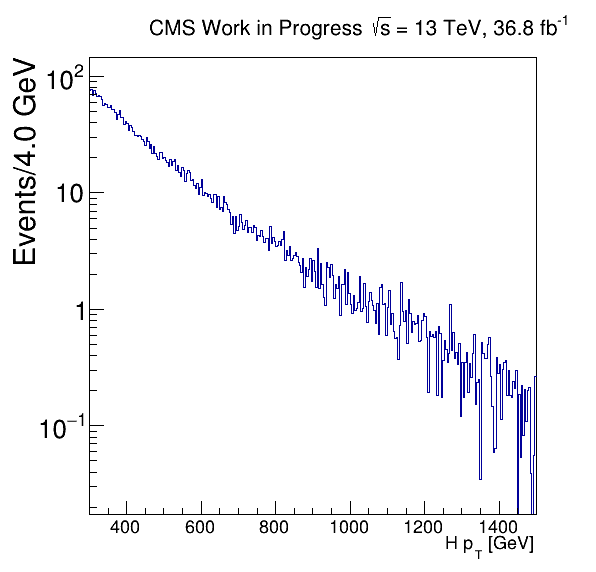 CMS Work in Progress √s = 13 TeV, 36.8 fb⁻¹
Events/4.0 GeV
10²
10
1
10⁻¹
400 600 800 1000 1200 1400
H p_T [GeV]